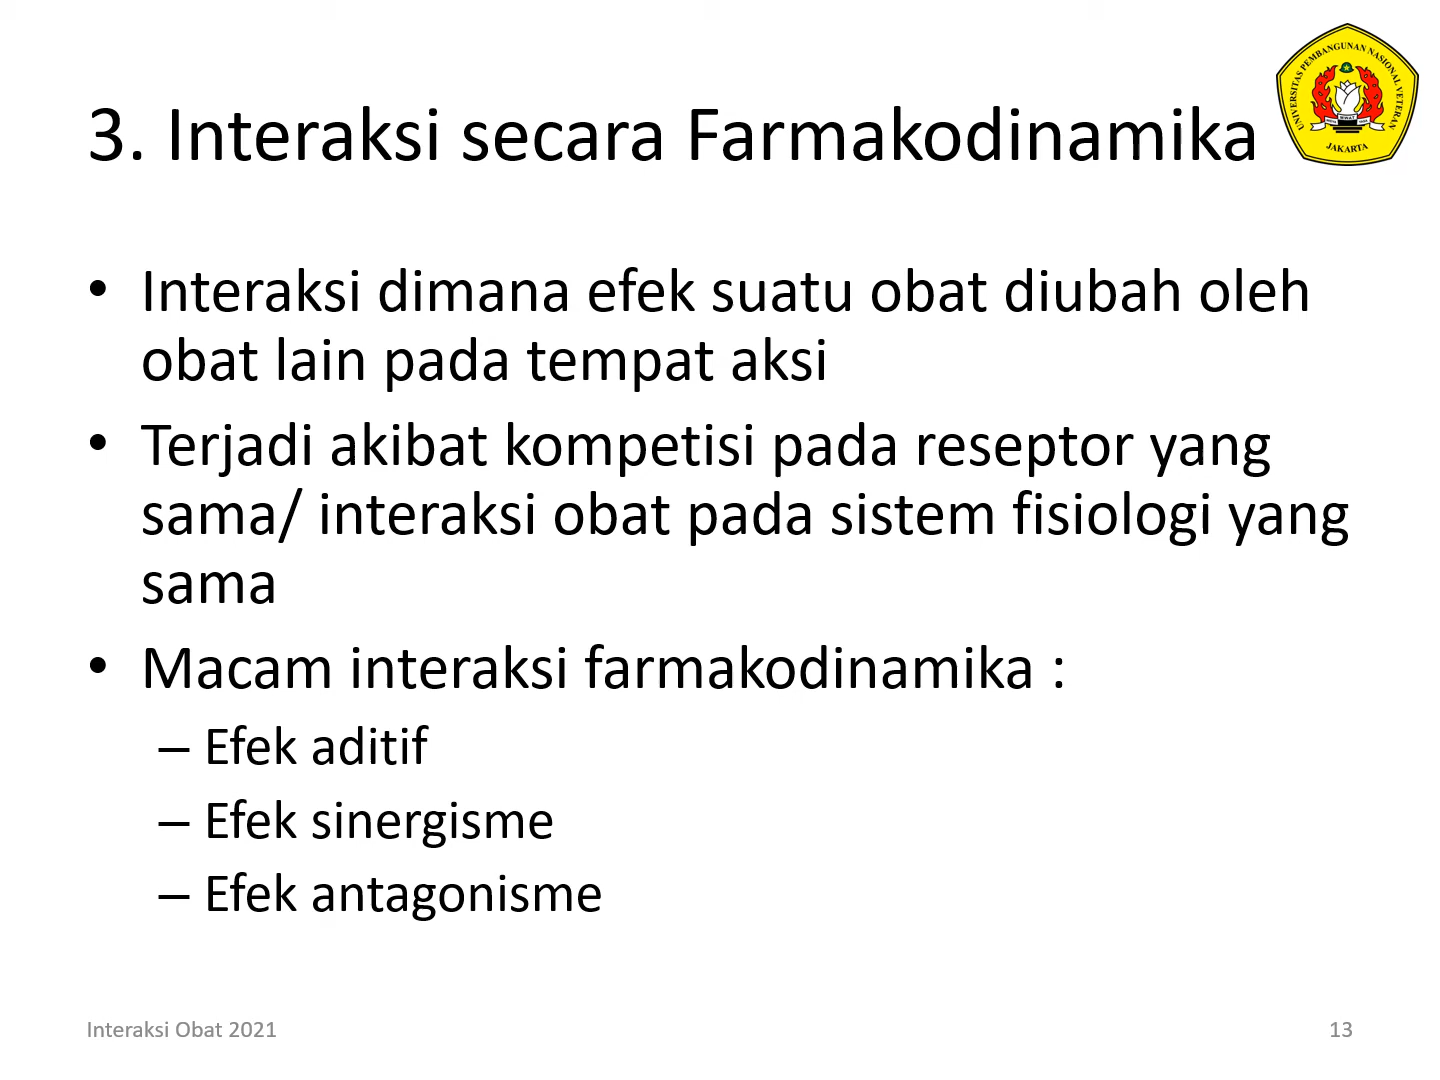 3. Interaksi secara Farmakodinamika
UNIVERSITAS PEMBANGUNAN NASIONAL VETERAN
JAKARTA
• Interaksi dimana efek suatu obat diubah oleh
obat lain pada tempat aksi
• Terjadi akibat kompetisi pada reseptor yang
sama/ interaksi obat pada sistem fisiologi yang
sama
• Macam interaksi farmakodinamika :
– Efek aditif
– Efek sinergisme
– Efek antagonisme
Interaksi Obat 2021
13